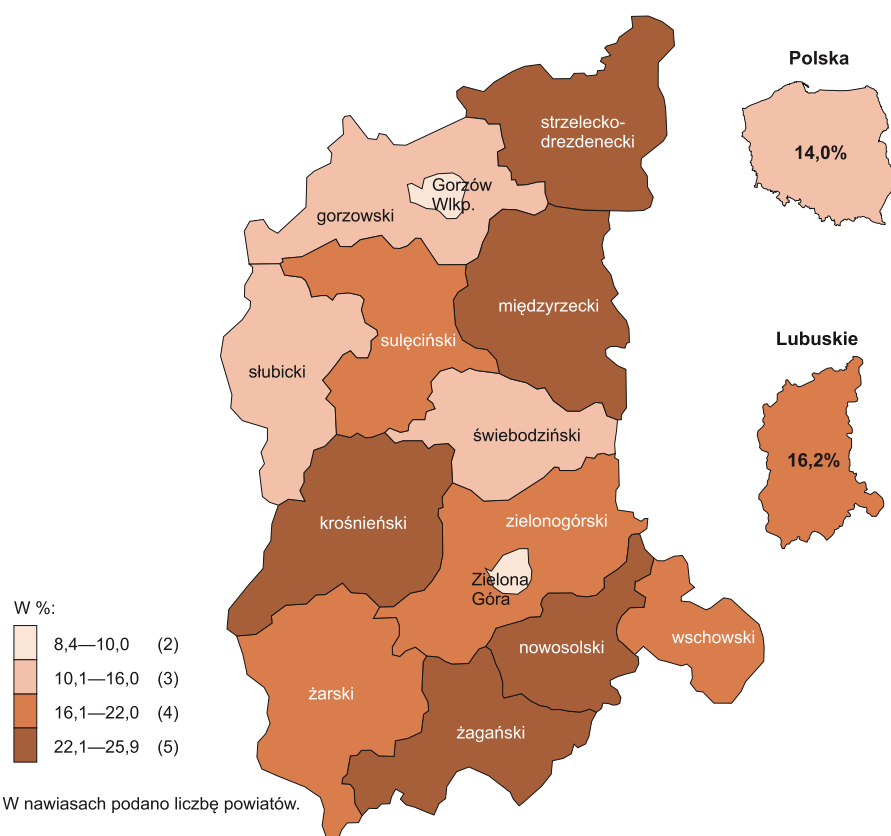 Polska
14,0%
strzelecko-
drezdenecki
Gorzów
Wlkp.
gorzowski
międzyrzecki
sulęciński
słubicki
Lubuskie
16,2%
świebodziński
krośnieński
zielonogórski
Zielona
Góra
wschowski
nowosolski
żarski
żagański
W %:
8,4—10,0 (2)
10,1—16,0 (3)
16,1—22,0 (4)
22,1—25,9 (5)
W nawiasach podano liczbę powiatów.